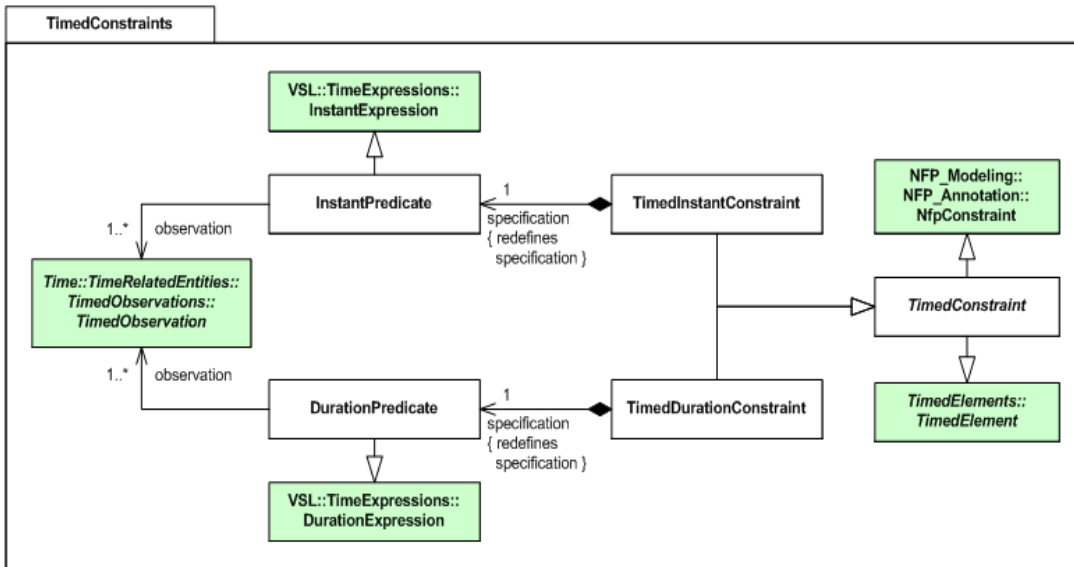 TimedConstraints
VSL::TimeExpressions::
InstantExpression
NFP_Modeling::
NFP_Annotation::
NfpConstraint
InstantPredicate
1
specification
{ redefines
specification }
TimedInstantConstraint
1..*
observation
Time::TimeRelatedEntities::
TimedObservations::
TimedObservation
TimedConstraint
1..*
observation
DurationPredicate
1
specification
{ redefines
specification }
TimedDurationConstraint
TimedElements::
TimedElement
VSL::TimeExpressions::
DurationExpression